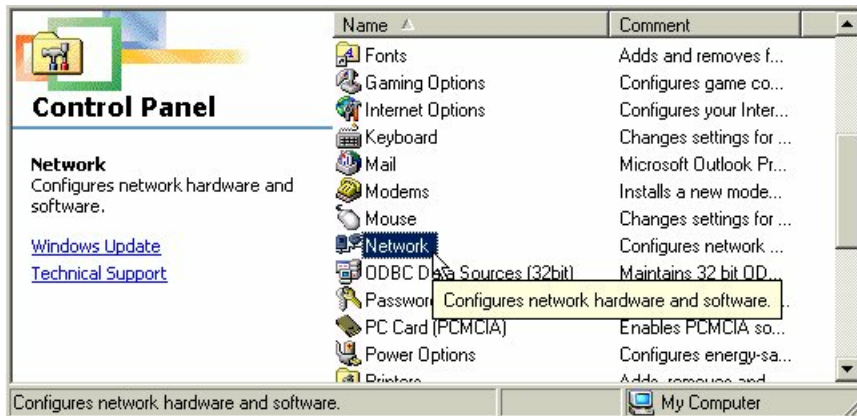 Name Comment
Control Panel
Network
Configures network hardware and
software.
Windows Update
Technical Support
Fonts Adds and removes f...
Gaming Options Configures game co...
Internet Options Configures your Inter...
Keyboard Changes settings for ...
Mail Microsoft Outlook Pr...
Modems Installs a new mode...
Mouse Changes settings for ...
Network Configures network ...
ODBC Data Sources (32bit) Maintains 32 bit OD...
Configures network hardware and software.
PC Card (PCMCIA) Enables PCMCIA so...
Power Options Configures energy-sa...
Printers Adds, removes and
Configures network hardware and software. My Computer